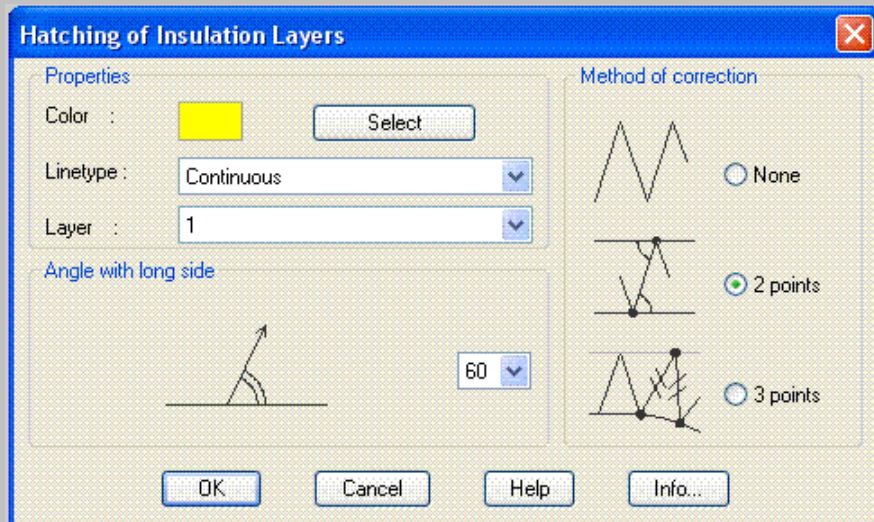 Hatching of Insulation Layers
Properties
Color :
Select
Linetype :
Continuous
Layer :
1
Angle with long side
60
Method of correction
None
2 points
3 points
OK
Cancel
Help
Info...